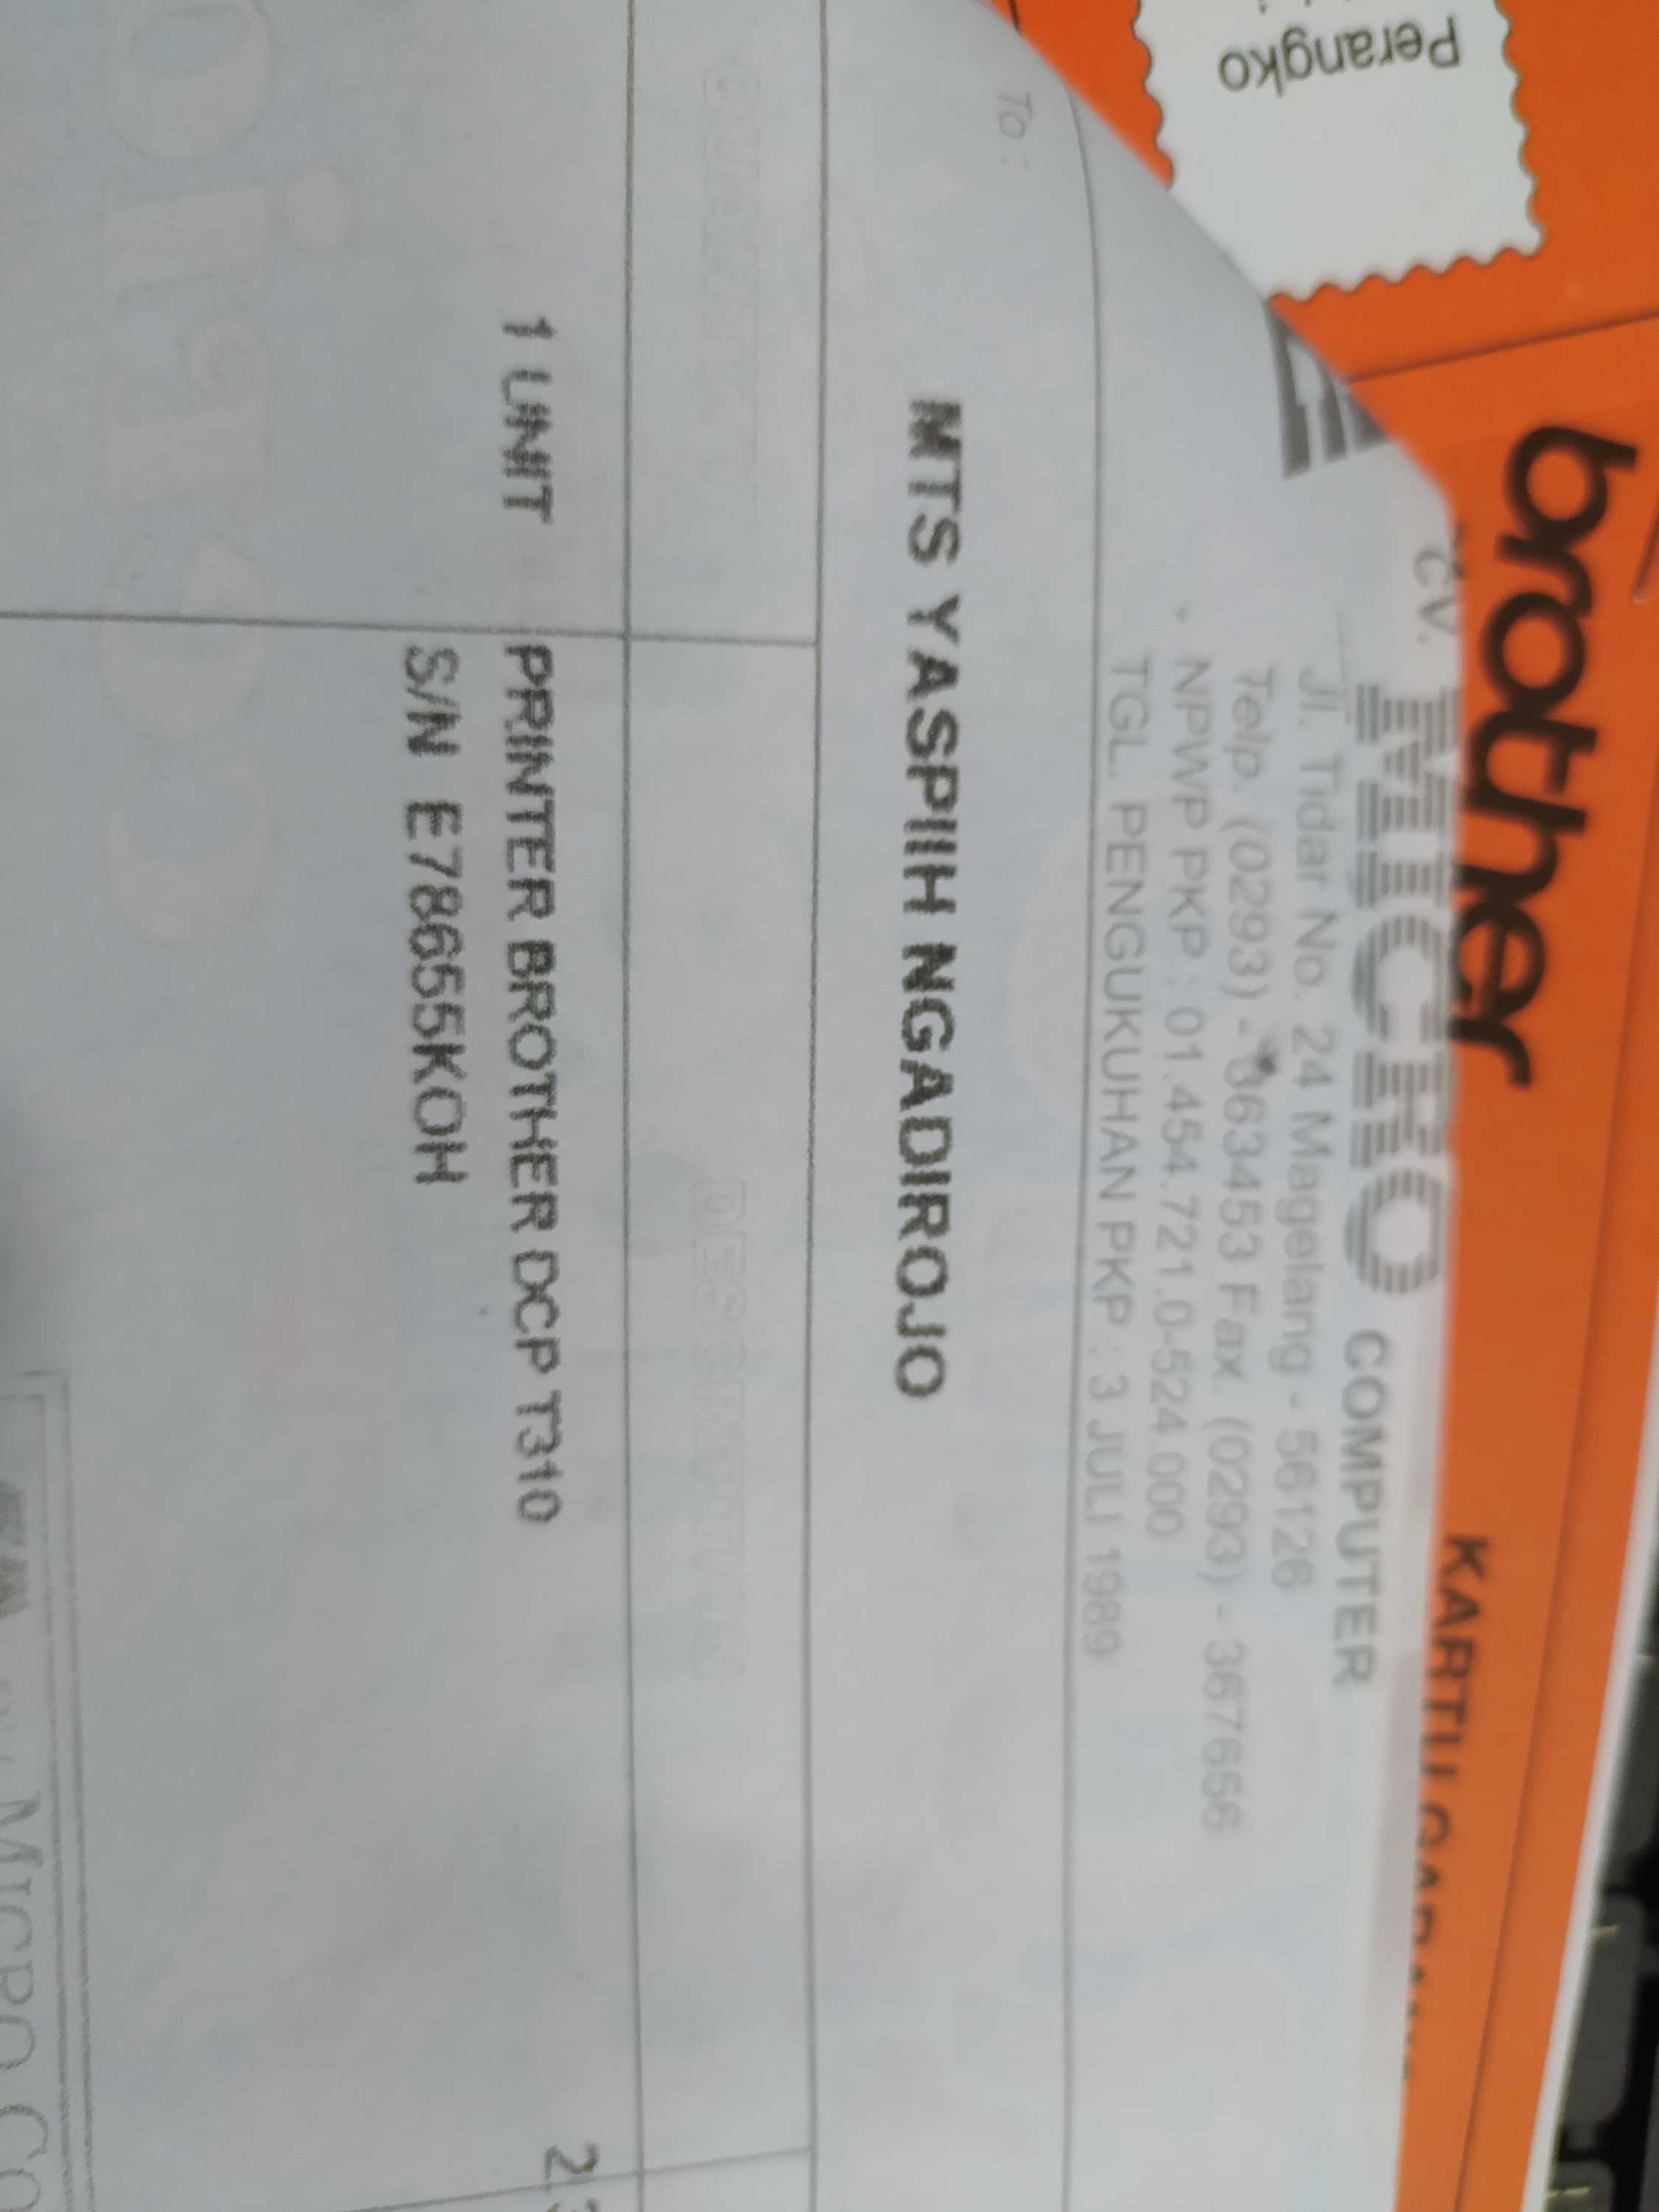 Perangko
brother
KARTU GARANSI
CV. MICRO COMPUTER
Jl. Tidar No. 24 Magelang - 56126
Telp. (0293) - 363453 Fax. (0293) - 367656
NPWP PKP : 01.454.721.0-524.000
TGL. PENGUKUHAN PKP : 3 JULI 1989
To :
MTS YASPIIH NGADIROJO
QUANTITY DESCRIPTION
1 UNIT PRINTER BROTHER DCP T310
S/N E78655KOH
Micro